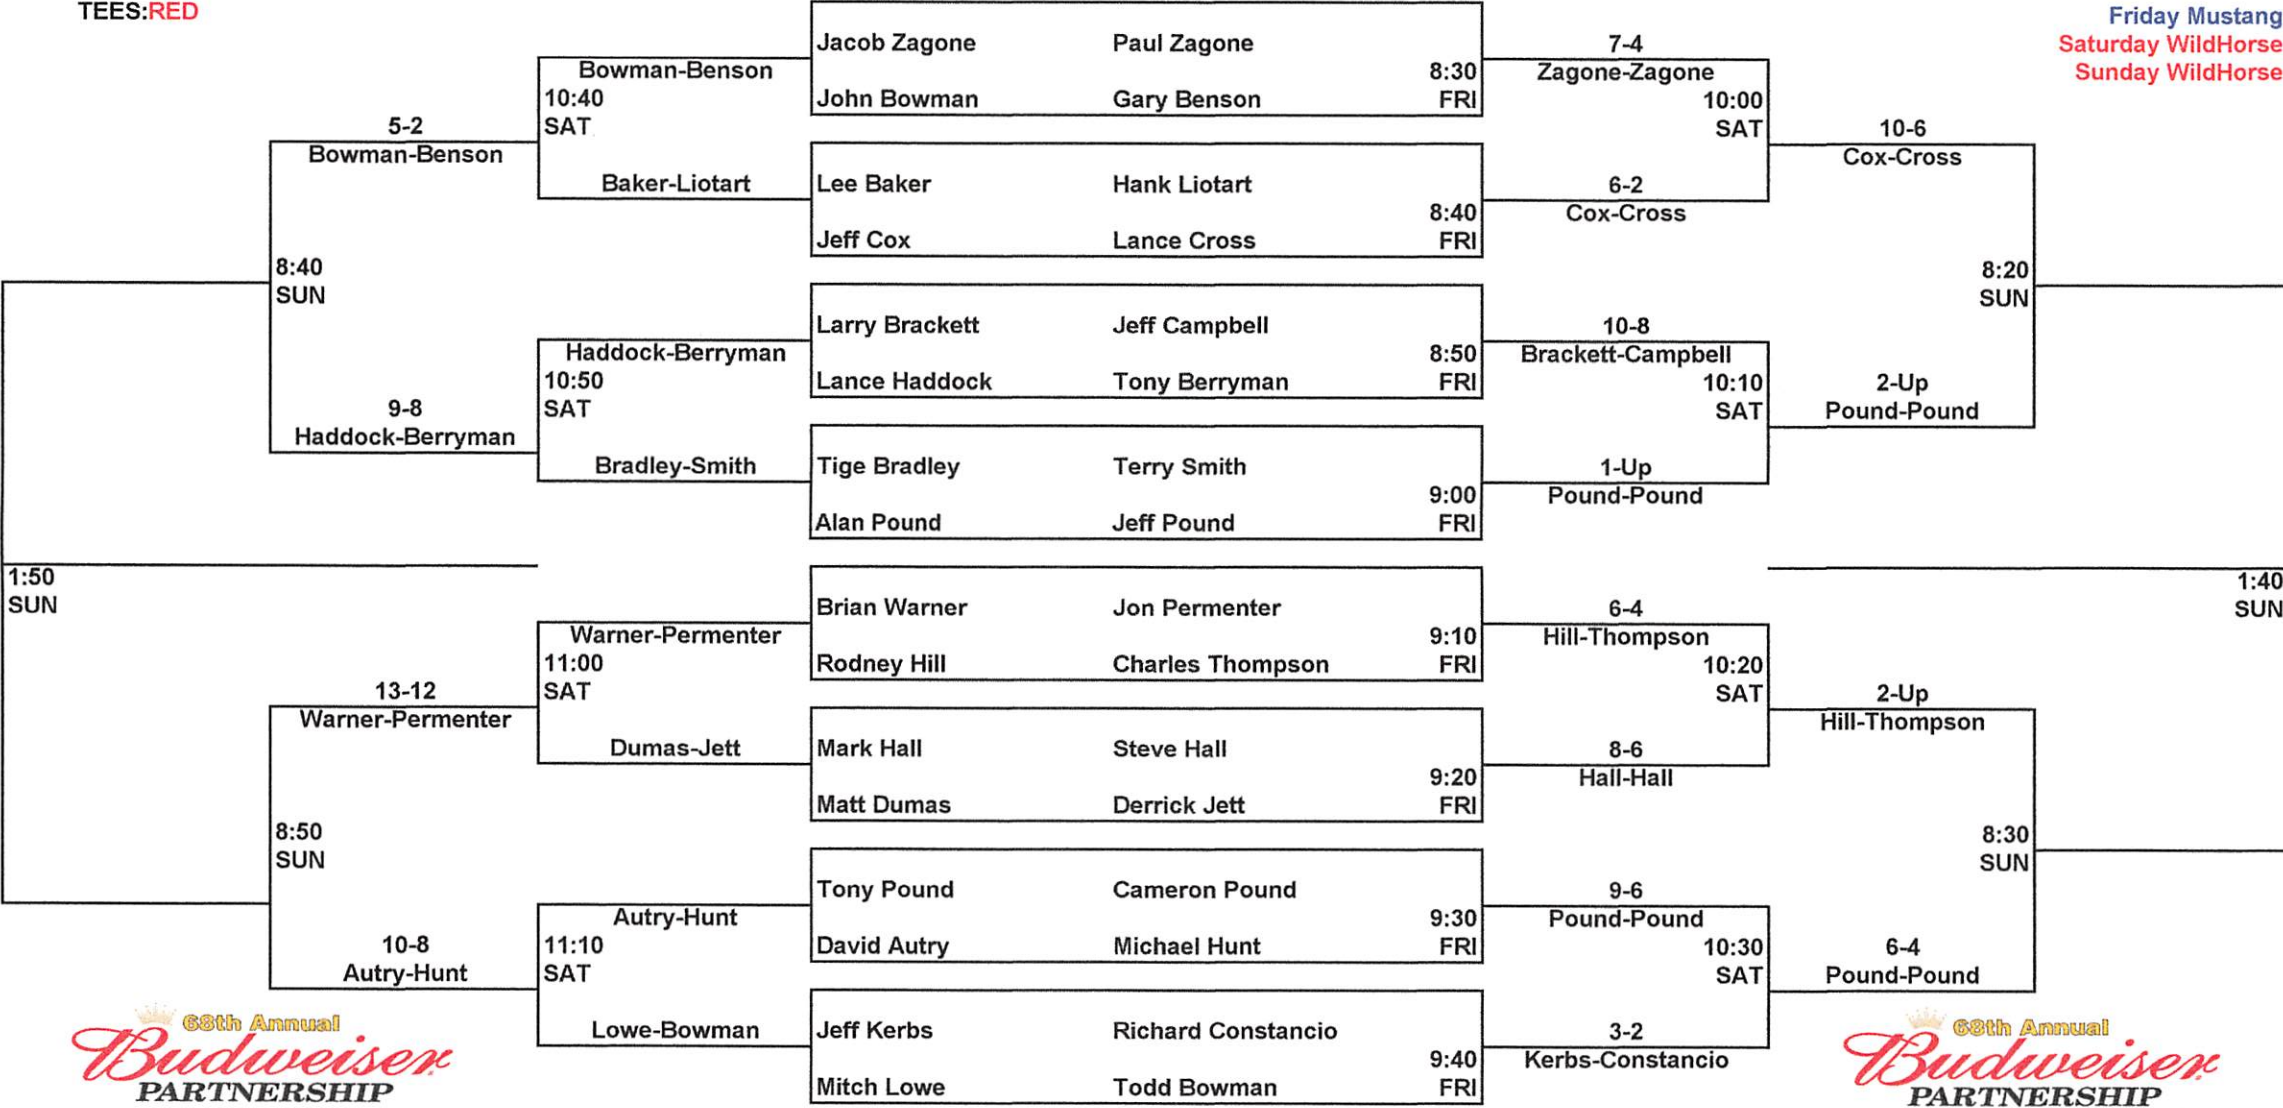 TEES:RED
Friday Mustang
Saturday WildHorse
Sunday WildHorse
5-2
Bowman-Benson
8:40
SUN
9-8
Haddock-Berryman
1:50
SUN
13-12
Warner-Permenter
8:50
SUN
10-8
Autry-Hunt
Bowman-Benson
10:40
SAT
Baker-Liotart
Haddock-Berryman
10:50
SAT
Bradley-Smith
Warner-Permenter
11:00
SAT
Dumas-Jett
Autry-Hunt
11:10
SAT
Lowe-Bowman
Jacob Zagone Paul Zagone
8:30
John Bowman Gary Benson FRI
Lee Baker Hank Liotart
8:40
Jeff Cox Lance Cross FRI
Larry Brackett Jeff Campbell
8:50
Lance Haddock Tony Berryman FRI
Tige Bradley Terry Smith
9:00
Alan Pound Jeff Pound FRI
Brian Warner Jon Permenter
9:10
Rodney Hill Charles Thompson FRI
Mark Hall Steve Hall
9:20
Matt Dumas Derrick Jett FRI
Tony Pound Cameron Pound
9:30
David Autry Michael Hunt FRI
Jeff Kerbs Richard Constancio
9:40
Mitch Lowe Todd Bowman FRI
7-4
Zagone-Zagone
10:00
SAT
6-2
Cox-Cross
10-8
Brackett-Campbell
10:10
SAT
1-Up
Pound-Pound
6-4
Hill-Thompson
10:20
SAT
8-6
Hall-Hall
9-6
Pound-Pound
10:30
SAT
3-2
Kerbs-Constancio
10-6
Cox-Cross
8:20
SUN
2-Up
Pound-Pound
1:40
SUN
2-Up
Hill-Thompson
8:30
SUN
6-4
Pound-Pound
68th Annual
Budweiser
PARTNERSHIP
68th Annual
Budweiser
PARTNERSHIP